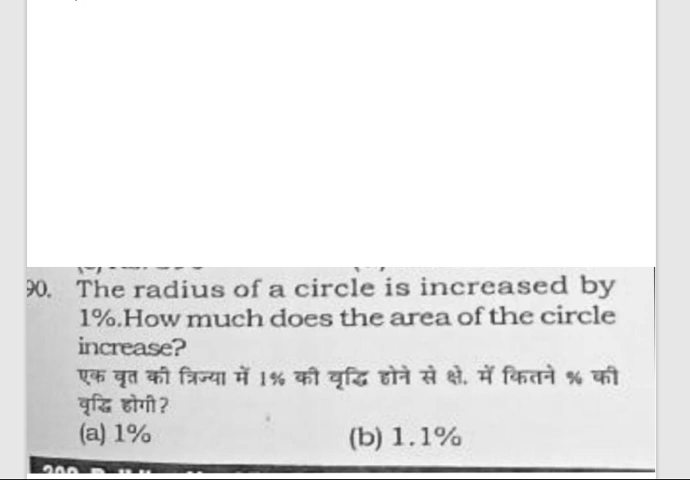 90. The radius of a circle is increased by
1%.How much does the area of the circle
increase?
एक वृत की त्रिज्या में 1% की वृद्धि होने से क्षे. में कितने % की
वृद्धि होगी?
(a) 1% (b) 1.1%